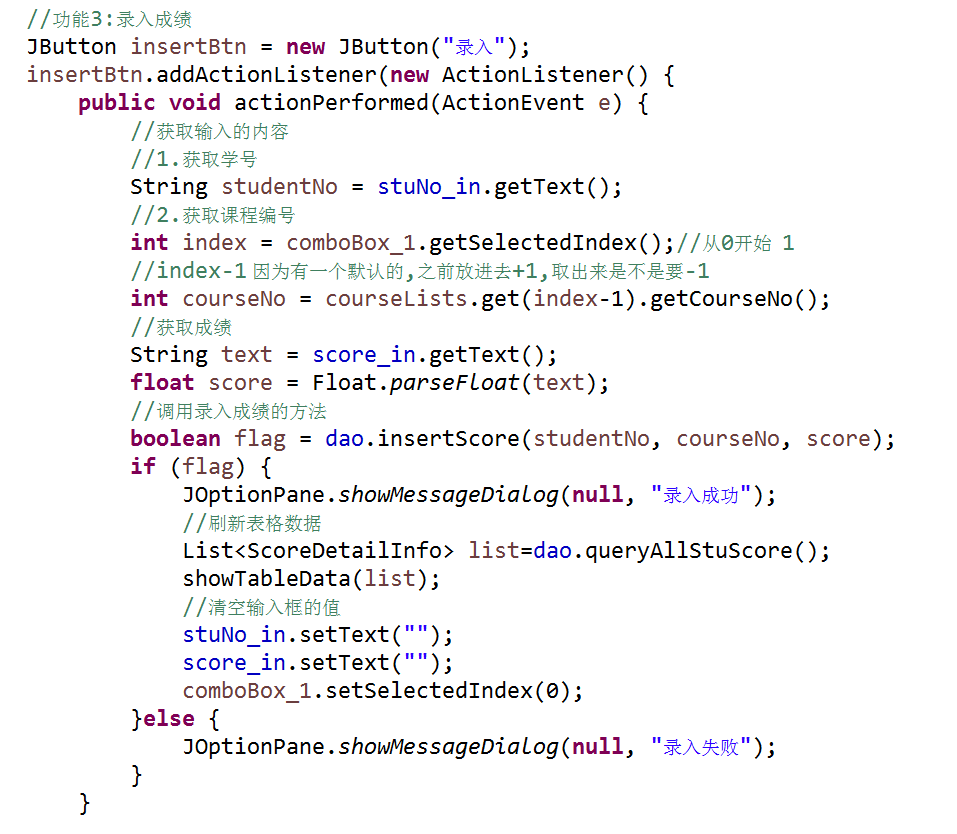 //功能3:录入成绩
JButton insertBtn = new JButton("录入");
insertBtn.addActionListener(new ActionListener() {
    public void actionPerformed(ActionEvent e) {
        //获取输入的内容
        //1.获取学号
        String studentNo = stuNo_in.getText();
        //2.获取课程编号
        int index = comboBox_1.getSelectedIndex();//从0开始 1
        //index-1 因为有一个默认的,之前放进去+1,取出来是不是要-1
        int courseNo = courseLists.get(index-1).getCourseNo();
        //获取成绩
        String text = score_in.getText();
        float score = Float.parseFloat(text);
        //调用录入成绩的方法
        boolean flag = dao.insertScore(studentNo, courseNo, score);
        if (flag) {
            JOptionPane.showMessageDialog(null, "录入成功");
            //刷新表格数据
            List<ScoreDetailInfo> list=dao.queryAllStuScore();
            showTableData(list);
            //清空输入框的值
            stuNo_in.setText("");
            score_in.setText("");
            comboBox_1.setSelectedIndex(0);
        }else {
            JOptionPane.showMessageDialog(null, "录入失败");
        }
    }